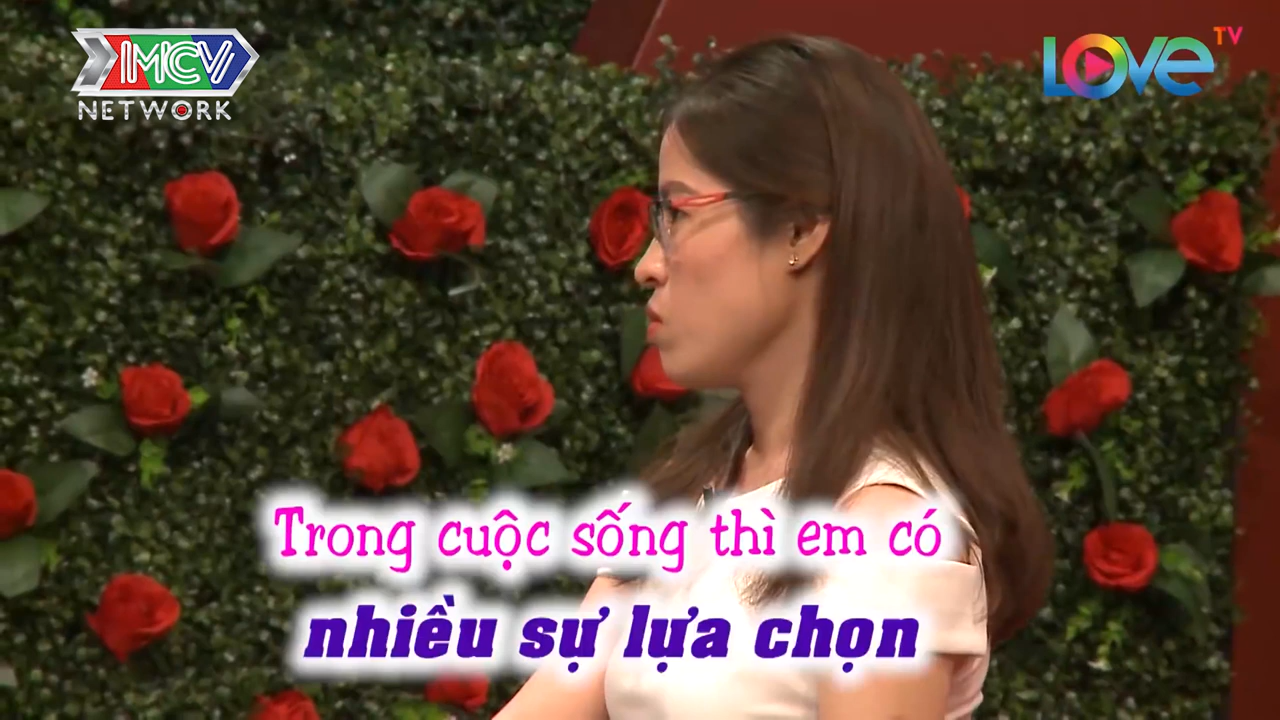 MCV
NETWORK
LOVE TV
Trong cuộc sống thì em có
nhiều sự lựa chọn